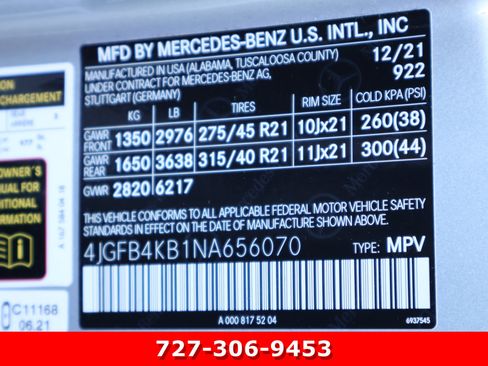 MFD BY MERCEDES-BENZ U.S. INTL., INC
MANUFACTURED IN USA (ALABAMA, TUSCALOOSA COUNTY)
UNDER CONTRACT FOR MERCEDES-BENZ AG,
STUTTGART (GERMANY)
12/21
922
KG LB TIRES RIM SIZE COLD KPA (PSI)
GAWR FRONT 1350 2976 275/45 R21 10Jx21 260(38)
GAWR REAR 1650 3638 315/40 R21 11Jx21 300(44)
GVWR 2820 6217
THIS VEHICLE CONFORMS TO ALL APPLICABLE FEDERAL MOTOR VEHICLE SAFETY
STANDARDS IN EFFECT ON THE DATE OF MANUFACTURE SHOWN ABOVE.
4JGFB4KB1NA656070 TYPE: MPV
A 000 817 52 04
6937545
CHARGEMENT
OWNER'S
MANUAL FOR
ADDITIONAL
INFORMATION
C11168
06.21
727-306-9453